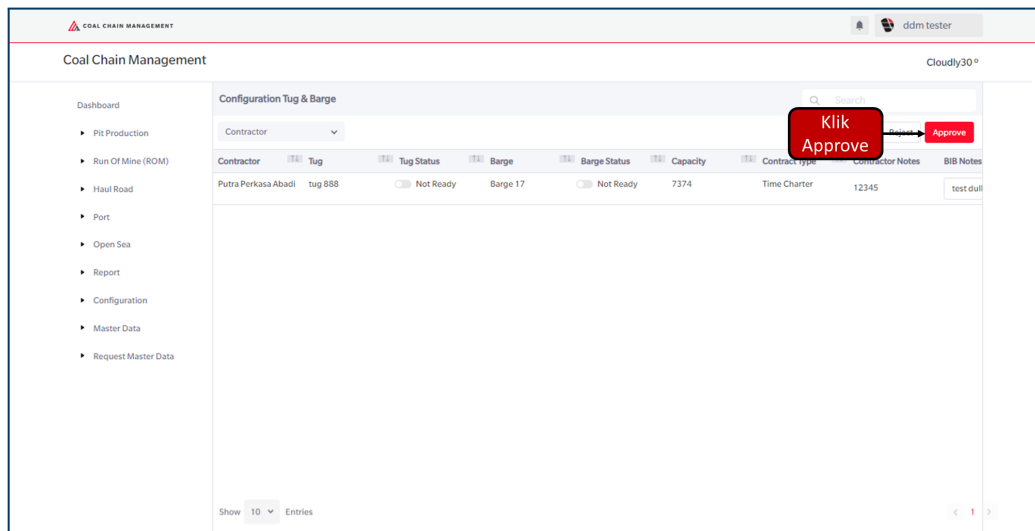 COAL CHAIN MANAGEMENT
ddm tester
Coal Chain Management
Cloudly30 º
Dashboard
Pit Production
Run Of Mine (ROM)
Haul Road
Port
Open Sea
Report
Configuration
Master Data
Request Master Data
Configuration Tug & Barge
Search
Contractor
Klik
Approve
Reject
Approve
Contractor Tug Tug Status Barge Barge Status Capacity Contract Type Contractor Notes BIB Notes
Putra Perkasa Abadi tug 888 Not Ready Barge 17 Not Ready 7374 Time Charter 12345 test dull
Show 10 Entries
1